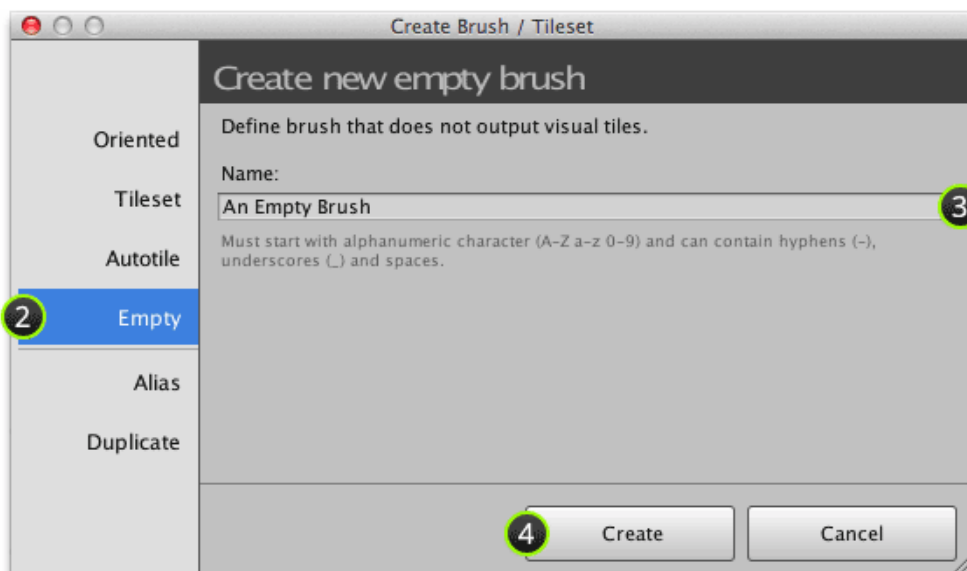 Create Brush / Tileset
Create new empty brush
Define brush that does not output visual tiles.
Name:
An Empty Brush
3
Must start with alphanumeric character (A-Z a-z 0-9) and can contain hyphens (-),
underscores (_) and spaces.
Oriented
Tileset
Autotile
2
Empty
Alias
Duplicate
4
Create
Cancel